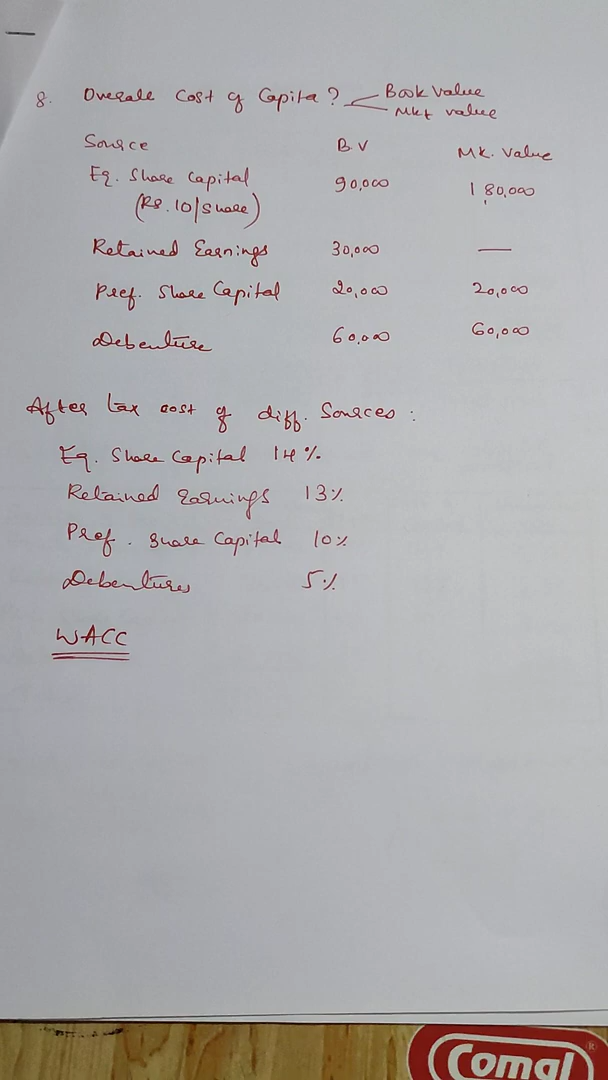 8. Overale Cost of Capita? Book Value
Mkt value
Source B.V Mk. Value
Eq. Share Capital 90,000 1,80,000
(Rs. 10/Share)
Retained Earnings 30,000 —
Pref. Share Capital 20,000 20,000
Debenture 60,000 60,000
After tax cost of diff. Sources:
Eq. Share Capital 14%.
Retained Earnings 13%
Pref. Share Capital 10%
Debentures 5%
WACC
Comal